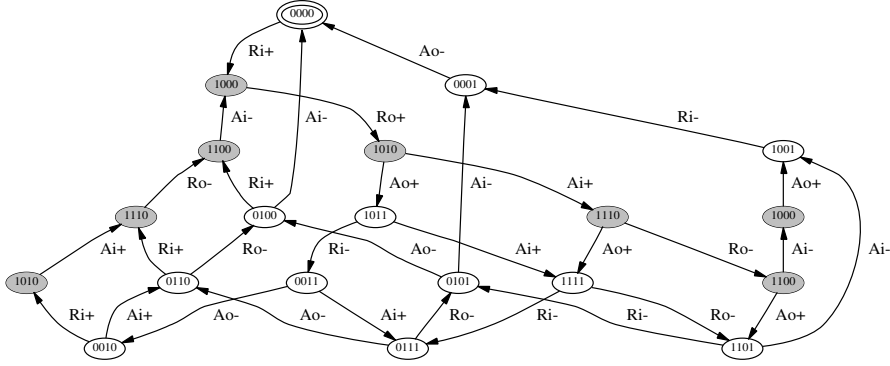 0000
Ri+
Ao-
1000
0001
Ro+
Ai-
Ai-
Ri-
1100
1010
1001
Ro-
Ri+
Ai-
Ao+
Ai+
Ao+
1110
0100
1011
1110
1000
Ai+
Ri+
Ro-
Ri-
Ao-
Ai+
Ao+
Ro-
Ai-
Ai-
1010
0110
0011
0101
1111
1100
Ri+
Ai+
Ao-
Ao-
Ai+
Ro-
Ri-
Ri-
Ro-
Ao+
0010
0111
1101